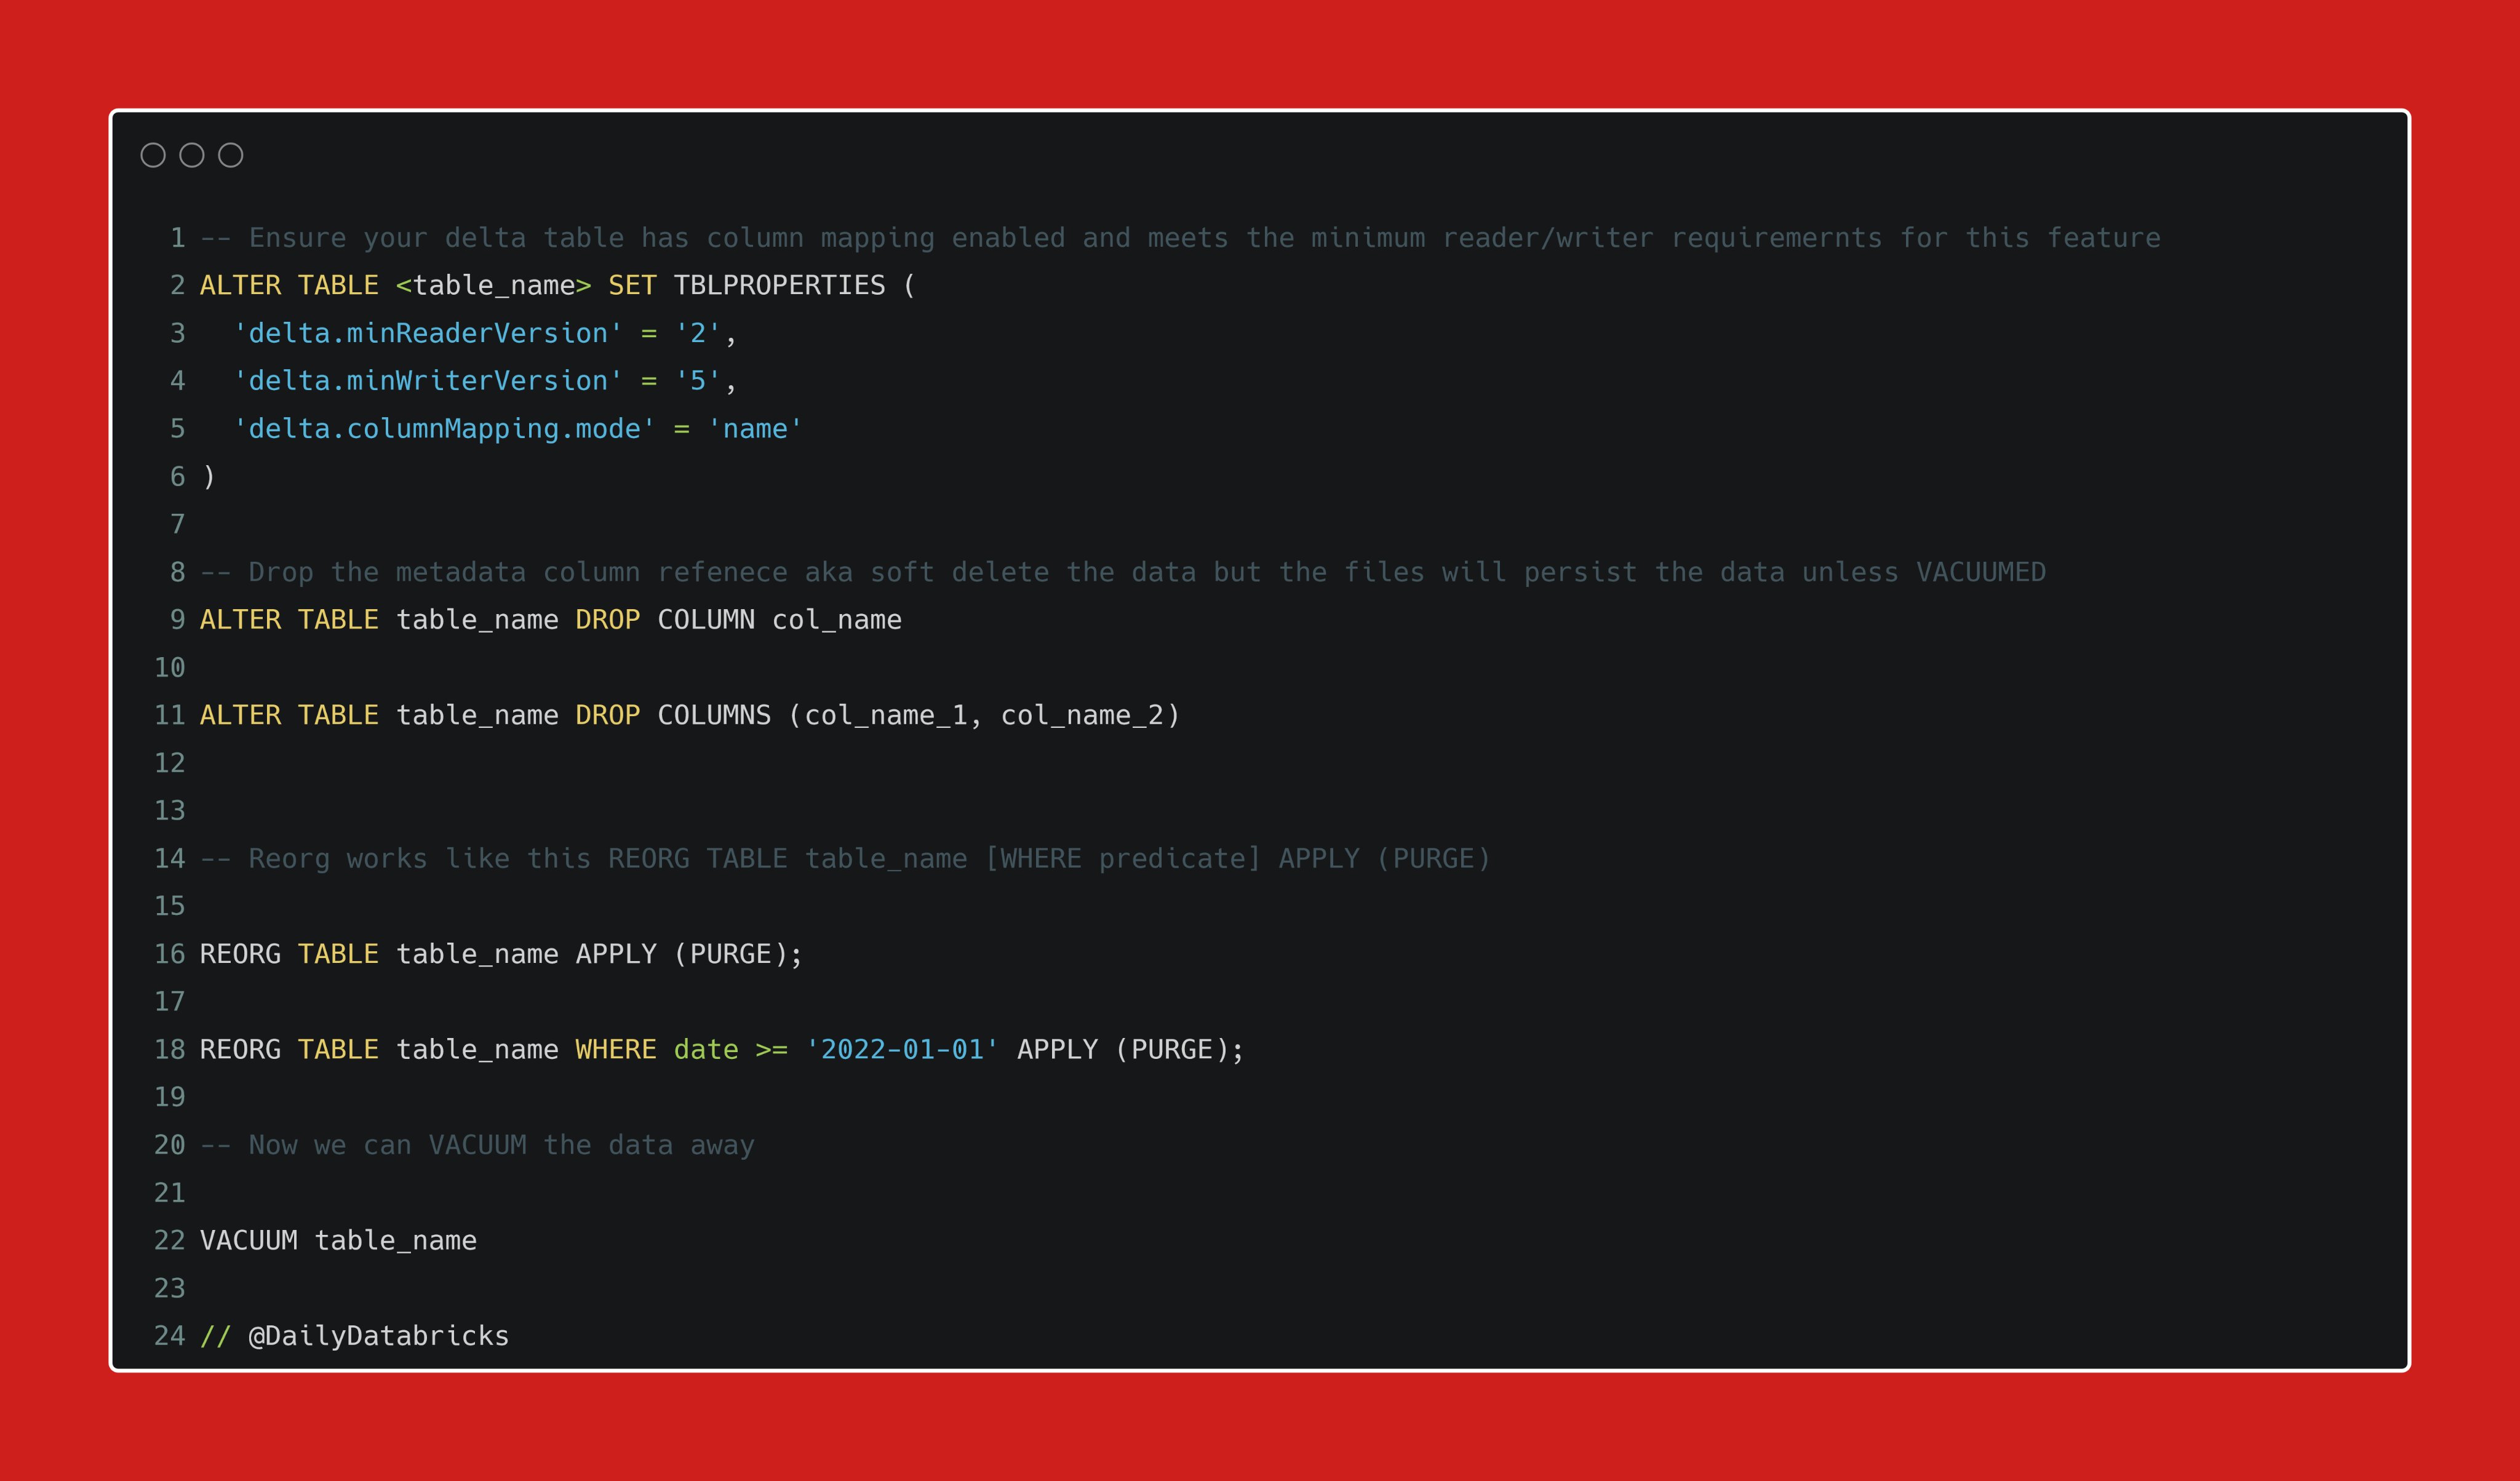 1 -- Ensure your delta table has column mapping enabled and meets the minimum reader/writer requiremernts for this feature
2 ALTER TABLE <table_name> SET TBLPROPERTIES (
3   'delta.minReaderVersion' = '2',
4   'delta.minWriterVersion' = '5',
5   'delta.columnMapping.mode' = 'name'
6 )
7
8 -- Drop the metadata column refenece aka soft delete the data but the files will persist the data unless VACUUMED
9 ALTER TABLE table_name DROP COLUMN col_name
10
11 ALTER TABLE table_name DROP COLUMNS (col_name_1, col_name_2)
12
13
14 -- Reorg works like this REORG TABLE table_name [WHERE predicate] APPLY (PURGE)
15
16 REORG TABLE table_name APPLY (PURGE);
17
18 REORG TABLE table_name WHERE date >= '2022-01-01' APPLY (PURGE);
19
20 -- Now we can VACUUM the data away
21
22 VACUUM table_name
23
24 // @DailyDatabricks